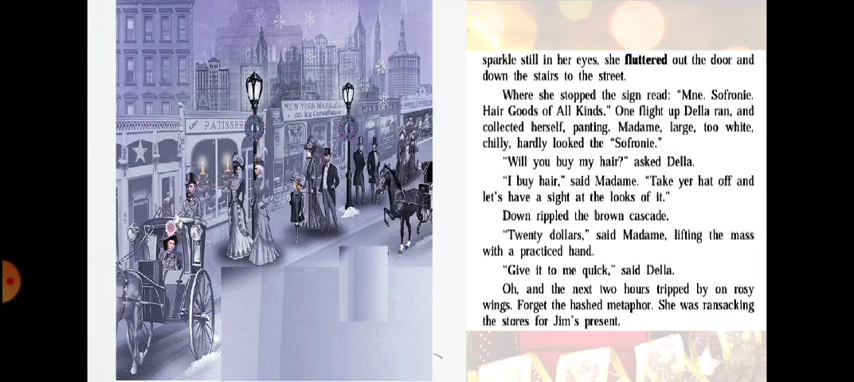 PATISSERIE
NEW YORK
sparkle still in her eyes, she fluttered out the door and
down the stairs to the street.
Where she stopped the sign read: “Mne. Sofronie.
Hair Goods of All Kinds.” One flight up Della ran, and
collected herself, panting. Madame, large, too white,
chilly, hardly looked the “Sofronie.”
“Will you buy my hair?” asked Della.
“I buy hair,” said Madame. “Take yer hat off and
let’s have a sight at the looks of it.”
Down rippled the brown cascade.
“Twenty dollars,” said Madame, lifting the mass
with a practiced hand.
“Give it to me quick,” said Della.
Oh, and the next two hours tripped by on rosy
wings. Forget the hashed metaphor. She was ransacking
the stores for Jim’s present.